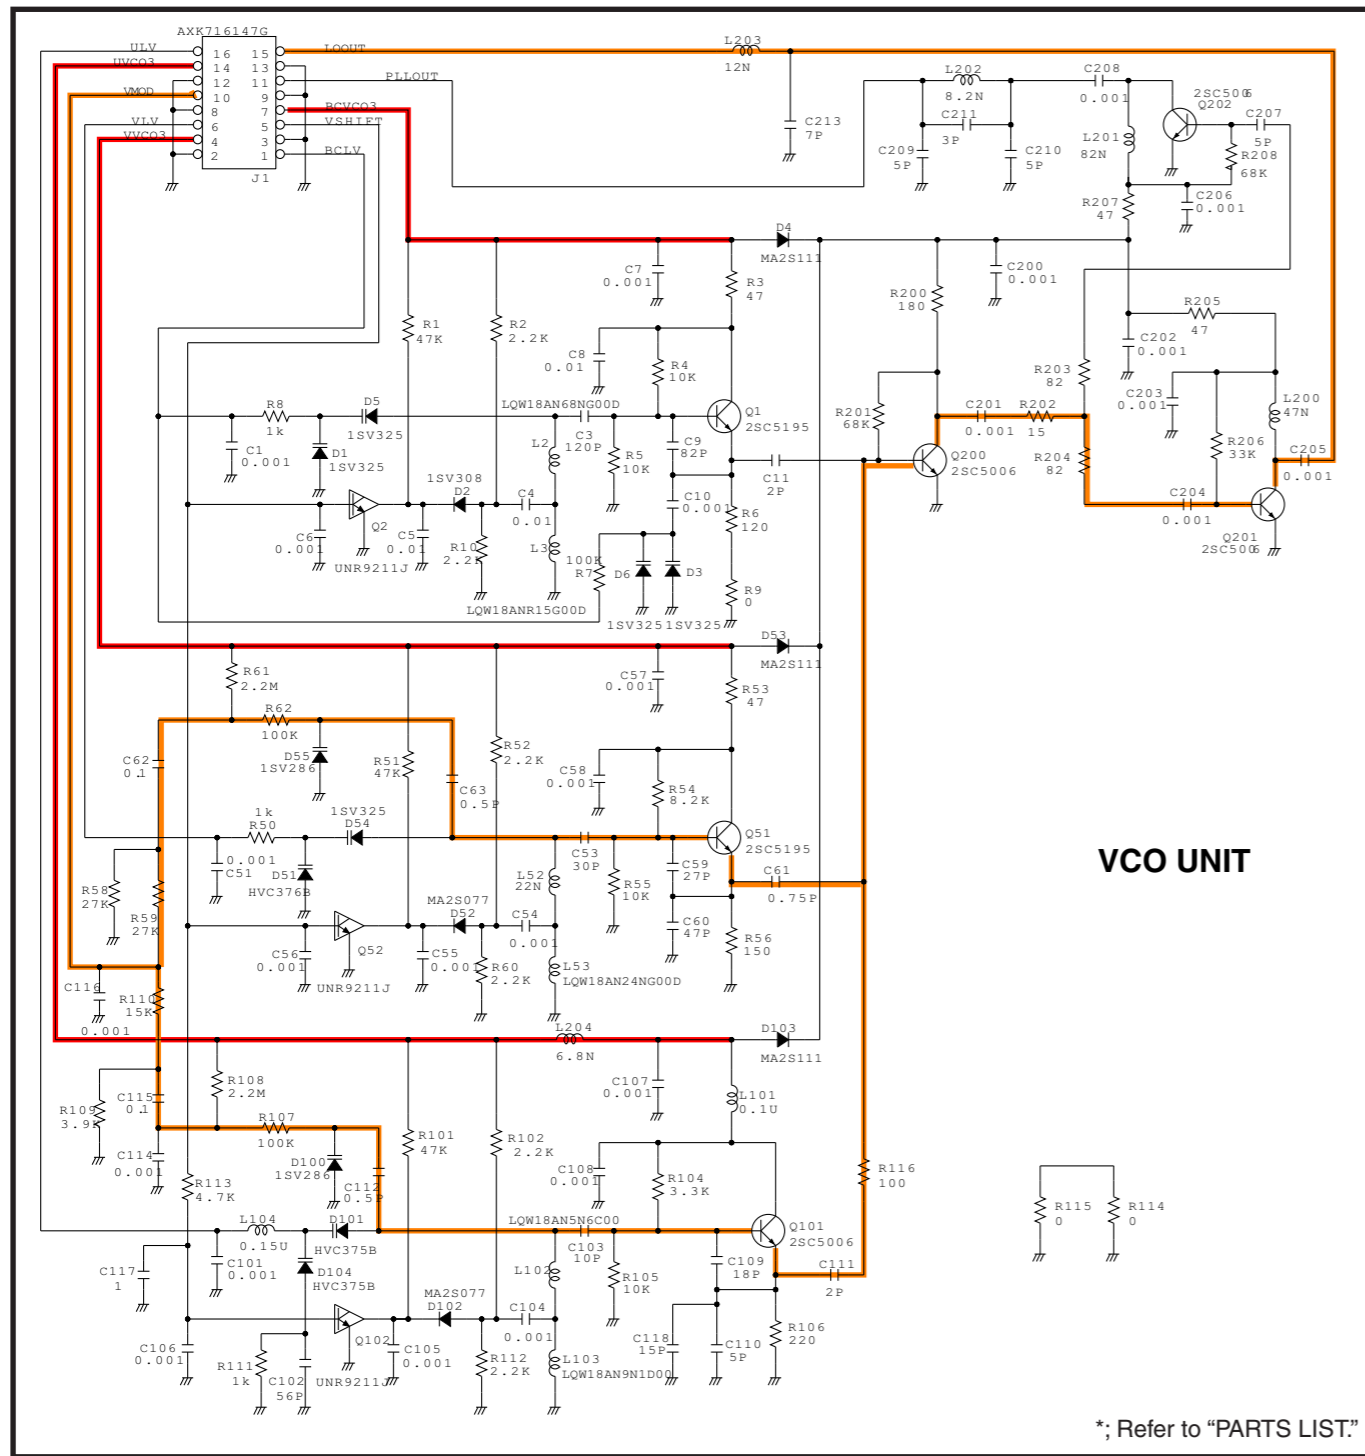 AXK716147G
ULV 16 15 LOOUT
UVCO3 14 13
12 11 PLLOUT
VMOD 10 9
8 7 BCVCO3
VLV 6 5 VSHIFT
VVCO3 4 3
2 1 BCLV
J1
L203
12N
C213
7P
L202
8.2N
C211
3P
C209
5P
C210
5P
C208
0.001
L201
82N
2SC5006
Q202
C207
5P
R208
68K
R207
47
C206
0.001
D4
MA2S111
C7
0.001
R3
47
C200
0.001
R200
180
R205
47
C202
0.001
R1
47K
R2
2.2K
C8
0.01
R4
10K
R203
82
C203
0.001
L200
47N
R8
1k
D5
1SV325
LQW18AN68NG00D
L2
C3
120P
Q1
2SC5195
R201
68K
C201
0.001
R202
15
R206
33K
C205
0.001
C1
0.001
D1
1SV325
R5
10K
C9
82P
C11
2P
Q200
2SC5006
R204
82
C204
0.001
Q201
2SC5006
1SV308
D2
C4
0.01
C10
0.001
R6
120
C6
0.001
Q2
UNR9211J
C5
0.01
R10
2.2K
L3
100K
R7
D6
D3
R9
0
LQW18ANR15G00D
1SV325
1SV325
D53
MA2S111
R61
2.2M
C57
0.001
R53
47
R62
100K
C62
0.1
D55
1SV286
R51
47K
R52
2.2K
C63
0.5P
C58
0.001
R54
8.2K
1k
R50
1SV325
D54
Q51
2SC5195
VCO UNIT
C53
30P
0.001
C51
D51
HVC376B
R58
27K
R59
27K
L52
22N
R55
10K
C59
27P
C61
0.75P
MA2S077
D52
C54
0.001
C60
47P
R56
150
C56
0.001
Q52
UNR9211J
C55
0.001
R60
2.2K
L53
LQW18AN24NG00D
C116
0.001
R110
15K
L204
6.8N
D103
MA2S111
R108
2.2M
C107
0.001
L101
0.1U
R109
3.9K
C115
0.1
R107
100K
C114
0.001
D100
1SV286
R101
47K
R102
2.2K
C108
0.001
R104
3.3K
R116
100
R113
4.7K
C112
0.5P
R115
0
R114
0
LQW18AN5N6C00
L104
0.15U
D101
HVC375B
C103
10P
Q101
2SC5006
C117
1
C101
0.001
D104
HVC375B
L102
R105
10K
C109
18P
C111
2P
MA2S077
D102
C104
0.001
C106
0.001
R111
1k
C102
56P
Q102
UNR9211J
C105
0.001
R112
2.2K
L103
LQW18AN9N1D00
C118
15P
C110
5P
R106
220
*; Refer to “PARTS LIST.”